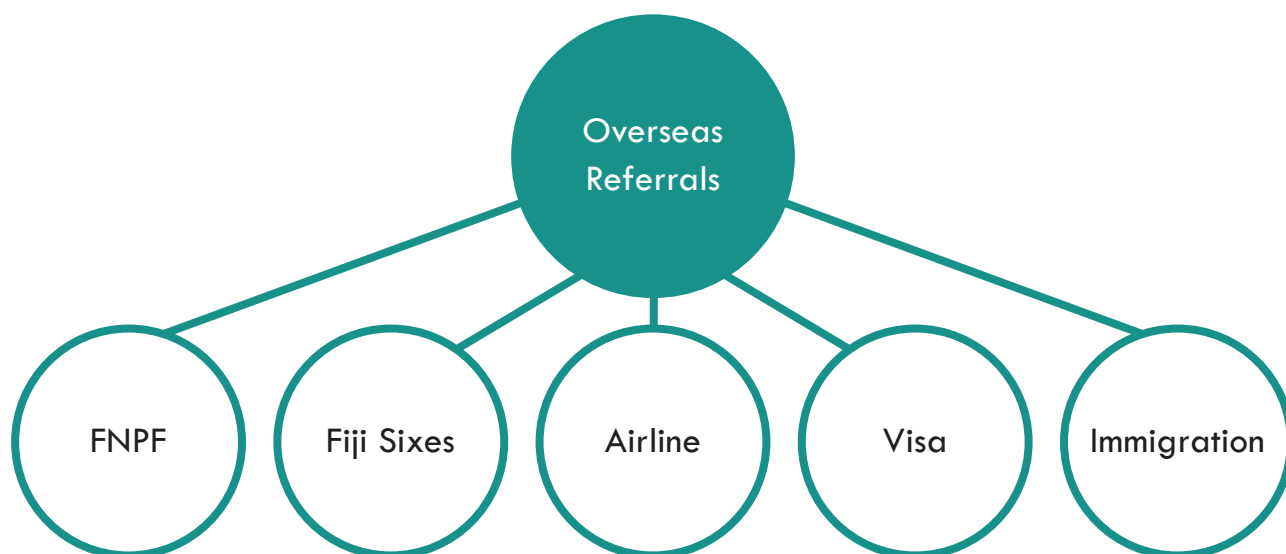 Overseas
Referrals
FNPF
Fiji Sixes
Airline
Visa
Immigration